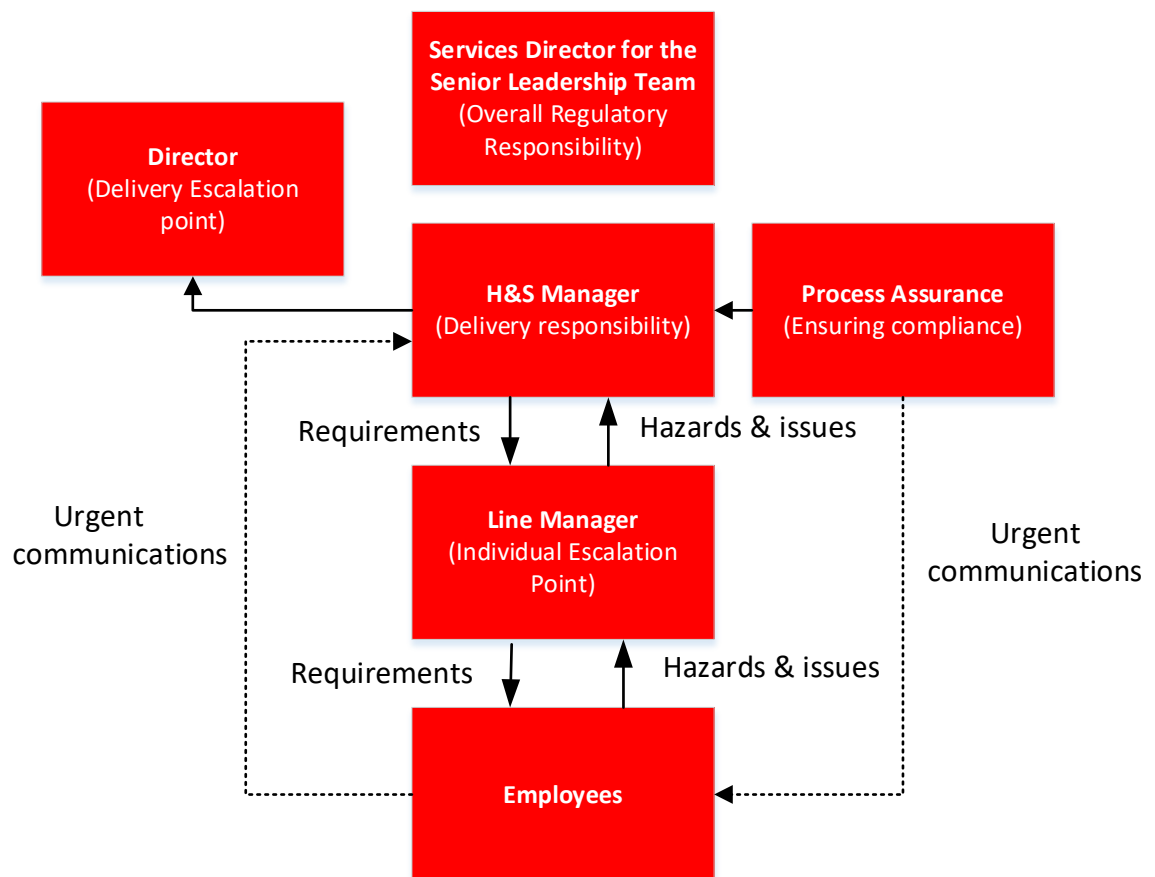 Services Director for the
Senior Leadership Team
(Overall Regulatory
Responsibility)
Director
(Delivery Escalation
point)
H&S Manager
(Delivery responsibility)
Process Assurance
(Ensuring compliance)
Requirements
Hazards & issues
Urgent
communications
Line Manager
(Individual Escalation
Point)
Urgent
communications
Requirements
Hazards & issues
Employees